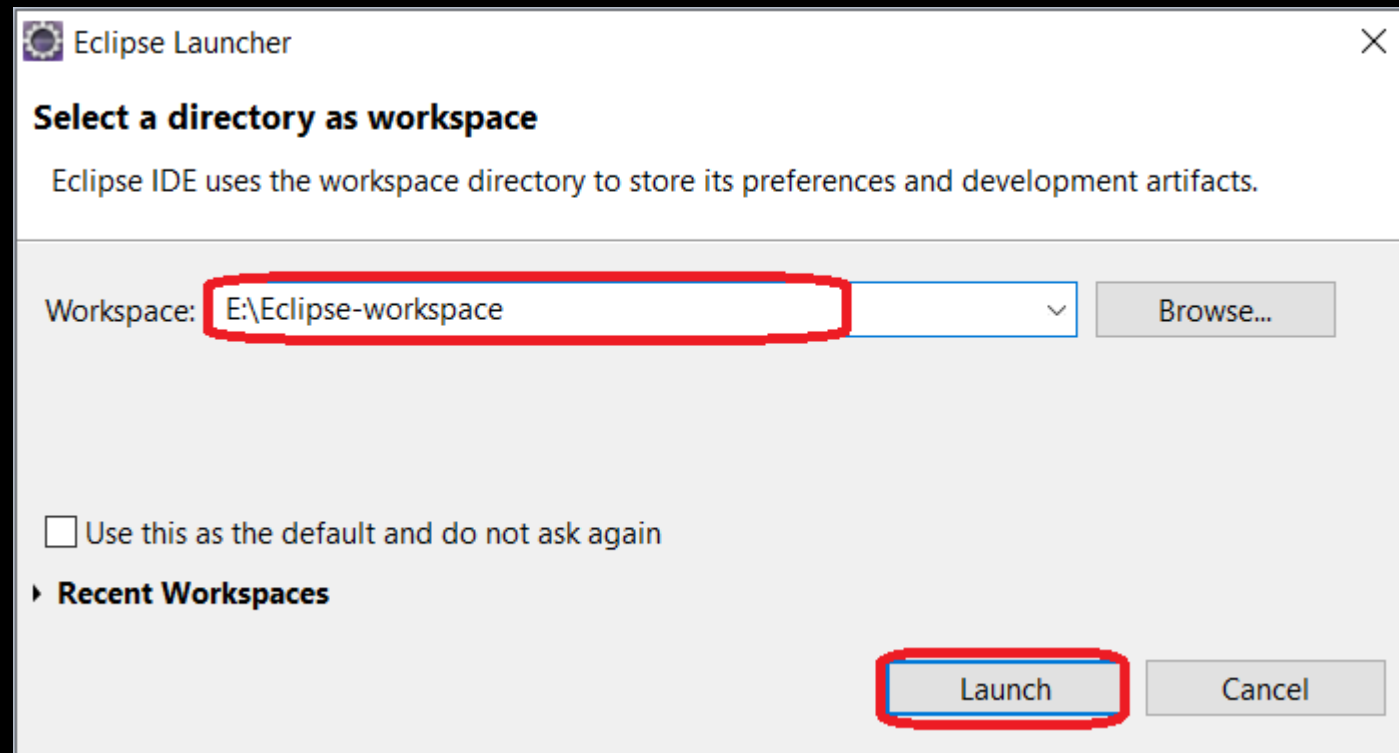 Eclipse Launcher
Select a directory as workspace
Eclipse IDE uses the workspace directory to store its preferences and development artifacts.
Workspace: E:\Eclipse-workspace Browse...
Use this as the default and do not ask again
Recent Workspaces
Launch Cancel